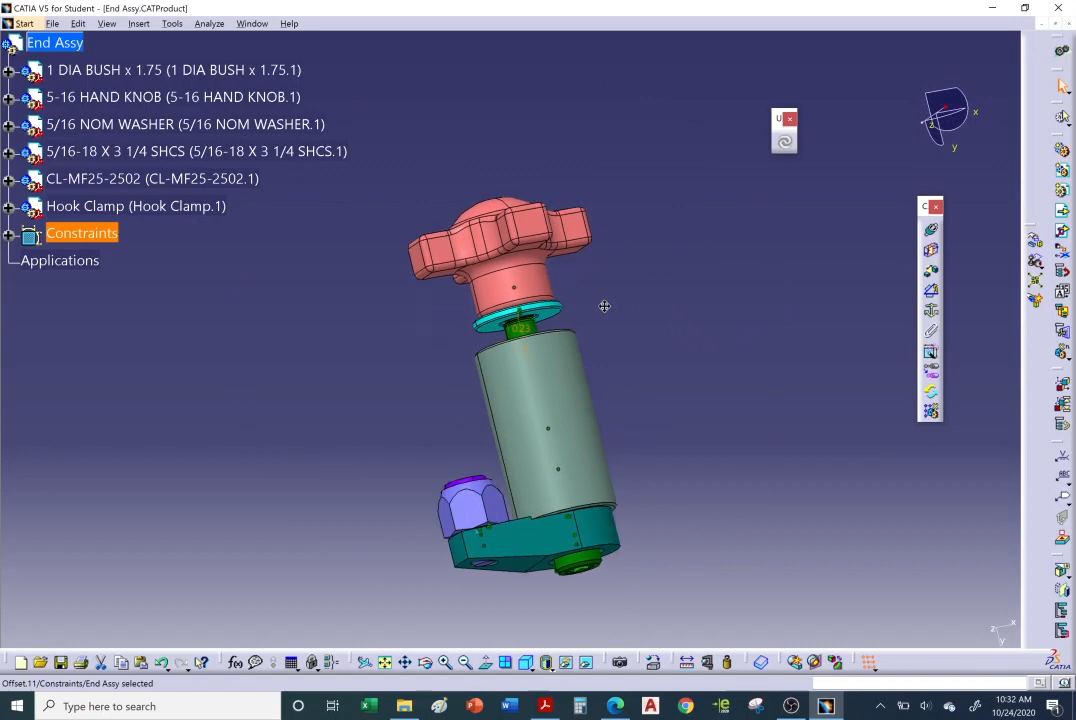 CATIA V5 for Student - [End Assy.CATProduct]
Start File Edit View Insert Tools Analyze Window Help
End Assy
1 DIA BUSH x 1.75 (1 DIA BUSH x 1.75.1)
5-16 HAND KNOB (5-16 HAND KNOB.1)
5/16 NOM WASHER (5/16 NOM WASHER.1)
5/16-18 X 3 1/4 SHCS (5/16-18 X 3 1/4 SHCS.1)
CL-MF25-2502 (CL-MF25-2502.1)
Hook Clamp (Hook Clamp.1)
Constraints
Applications
U
C
x
z
y
z x
y
Offset.11/Constraints/End Assy selected
Type here to search
10:32 AM
10/24/2020